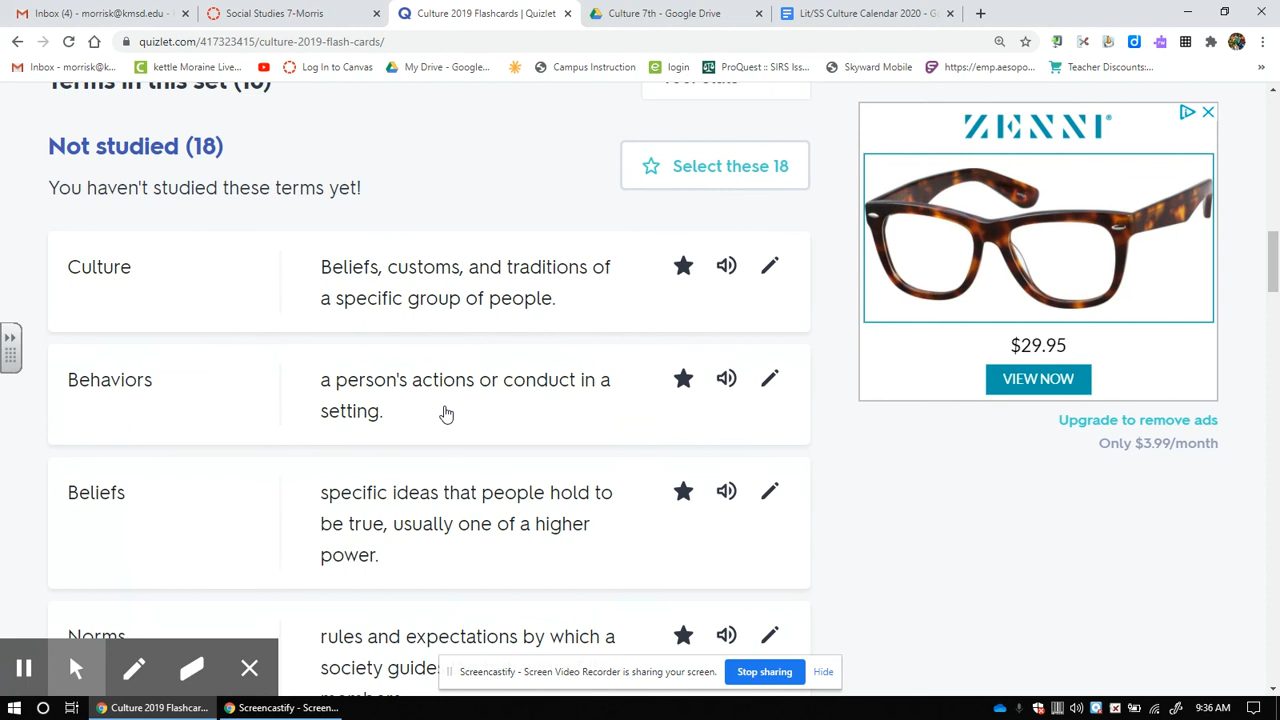 Inbox (4) - morrisk@kmsd.edu -
Social Studies 7-Morris
Culture 2019 Flashcards | Quizlet
Culture 7th - Google Drive
Lit/SS Culture Calendar 2020 - G
quizlet.com/417323415/culture-2019-flash-cards/
Inbox - morrisk@km...
kettle Moraine Live...
Log In to Canvas
My Drive - Google...
Campus Instruction
login
ProQuest :: SIRS Iss...
Skyward Mobile
https://emp.aesopo...
Teacher Discounts:...
Terms in this set (18)
Not studied (18)
Select these 18
You haven't studied these terms yet!
Culture
Beliefs, customs, and traditions of
a specific group of people.
Behaviors
a person's actions or conduct in a
setting.
Beliefs
specific ideas that people hold to
be true, usually one of a higher
power.
Norms
rules and expectations by which a
society guides
members
ZENNI
$29.95
VIEW NOW
Upgrade to remove ads
Only $3.99/month
Screencastify - Screen Video Recorder is sharing your screen.
Stop sharing
Hide
Culture 2019 Flashcar...
Screencastify - Screen...
9:36 AM